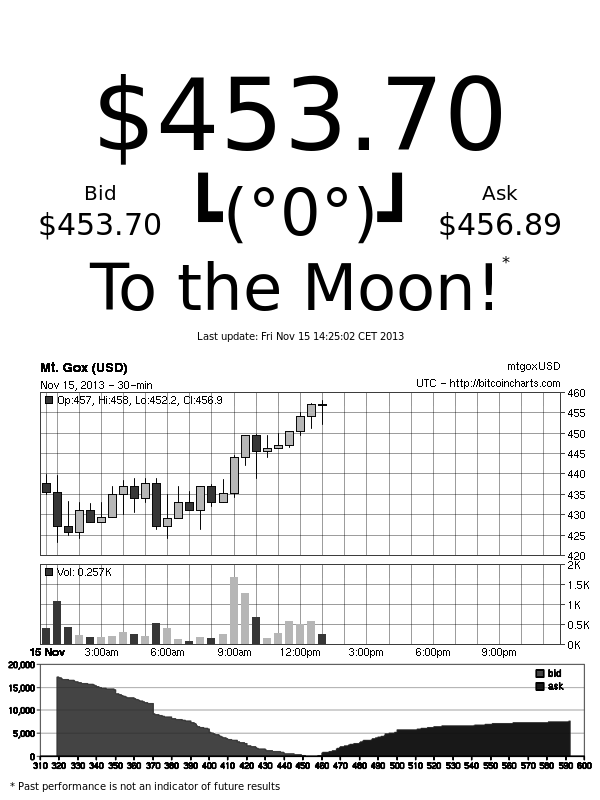 $453.70
Bid
$453.70
┗(°0°)┛
Ask
$456.89
To the Moon!*
Last update: Fri Nov 15 14:25:02 CET 2013
Mt. Gox (USD)
mtgoxUSD
Nov 15, 2013 - 30-min
UTC - http://bitcoincharts.com
Op:457, Hi:458, Lo:452.2, Cl:456.9
460
455
450
445
440
435
430
425
420
Vol: 0.257K
2K
1.5K
1K
0.5K
0K
15 Nov 3:00am 6:00am 9:00am 12:00pm 3:00pm 6:00pm 9:00pm
20,000
15,000
10,000
5,000
0
bid
ask
310 320 330 340 350 360 370 380 390 400 410 420 430 440 450 460 470 480 490 500 510 520 530 540 550 560 570 580 590 600
* Past performance is not an indicator of future results